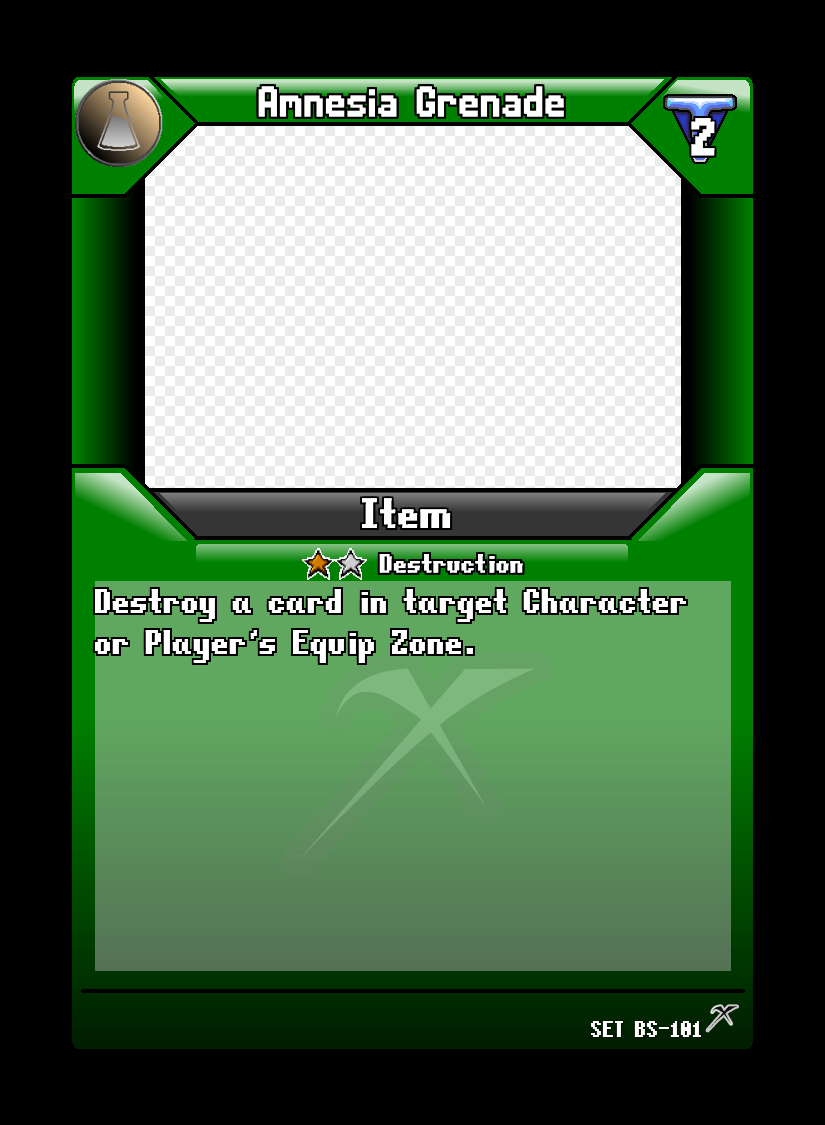 Amnesia Grenade
2
Item
Destruction
Destroy a card in target Character
or Player's Equip Zone.
SET BS-101